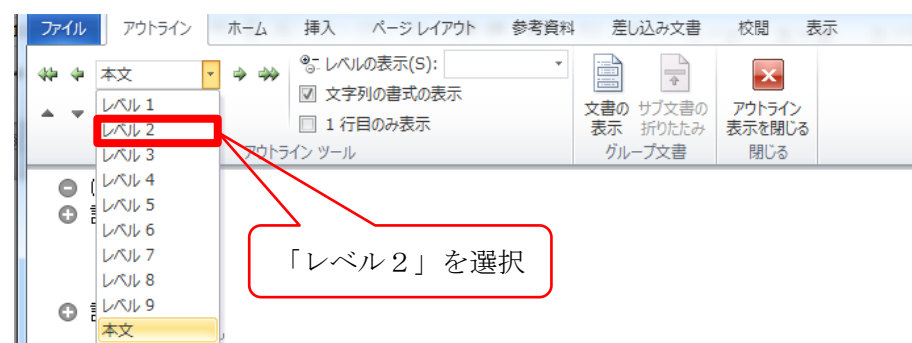 ファイル アウトライン ホーム 挿入 ページ レイアウト 参考資料 差し込み文書 校閲 表示
本文
レベルの表示(S):
文字列の書式の表示
1 行目のみ表示
アウトライン ツール
文書の
表示
サブ文書の
折りたたみ
グループ文書
アウトライン
表示を閉じる
閉じる
レベル 1
レベル 2
レベル 3
レベル 4
レベル 5
レベル 6
レベル 7
レベル 8
レベル 9
本文
「レベル２」を選択